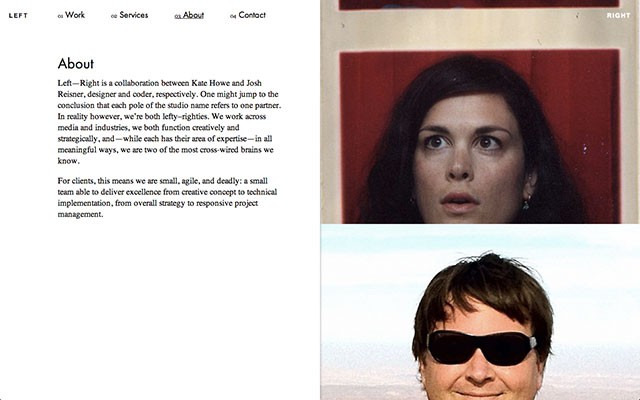 LEFT
01 Work
02 Services
03 About
04 Contact
RIGHT
About
Left—Right is a collaboration between Kate Howe and Josh
Reisner, designer and coder, respectively. One might jump to the
conclusion that each pole of the studio name refers to one partner.
In reality however, we're both lefty–righties. We work across
media and industries, we both function creatively and
strategically, and—while each has their area of expertise—in all
meaningful ways, we are two of the most cross-wired brains we
know.
For clients, this means we are small, agile, and deadly: a small
team able to deliver excellence from creative concept to technical
implementation, from overall strategy to responsive project
management.